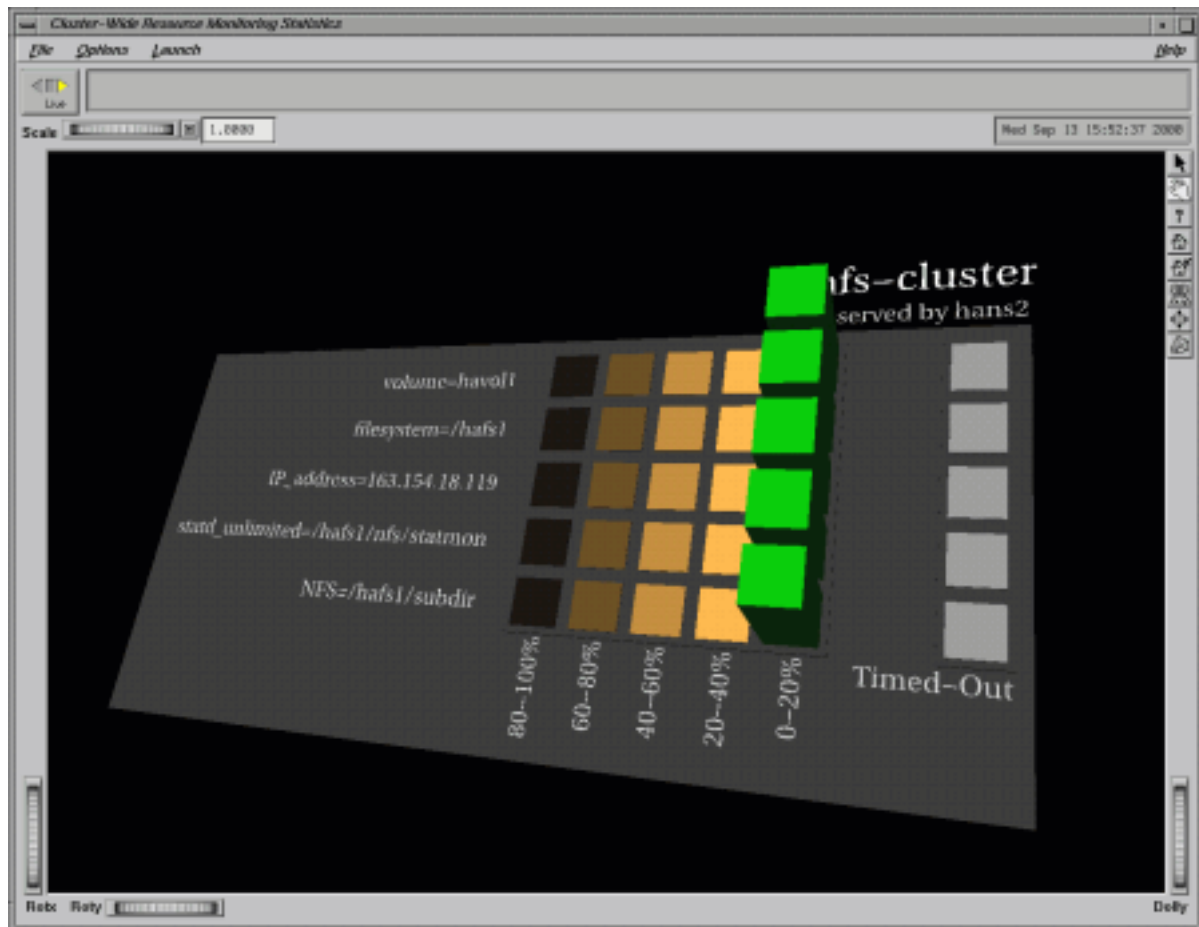 Cluster-Wide Resource Monitoring Statistics
File Options Launch Help
Live
Scale 1.0000 Wed Sep 13 15:52:37 2000
served by hans2
volume=havol1
filesystem=/hafs1
IP_address=163.154.18.119
statd_unlimited=/hafs1/nfs/statmon
NFS=/hafs1/subdir
80-100%
60-80%
40-60%
20-40%
0-20%
Timed-Out
Rotx Roty Dolly